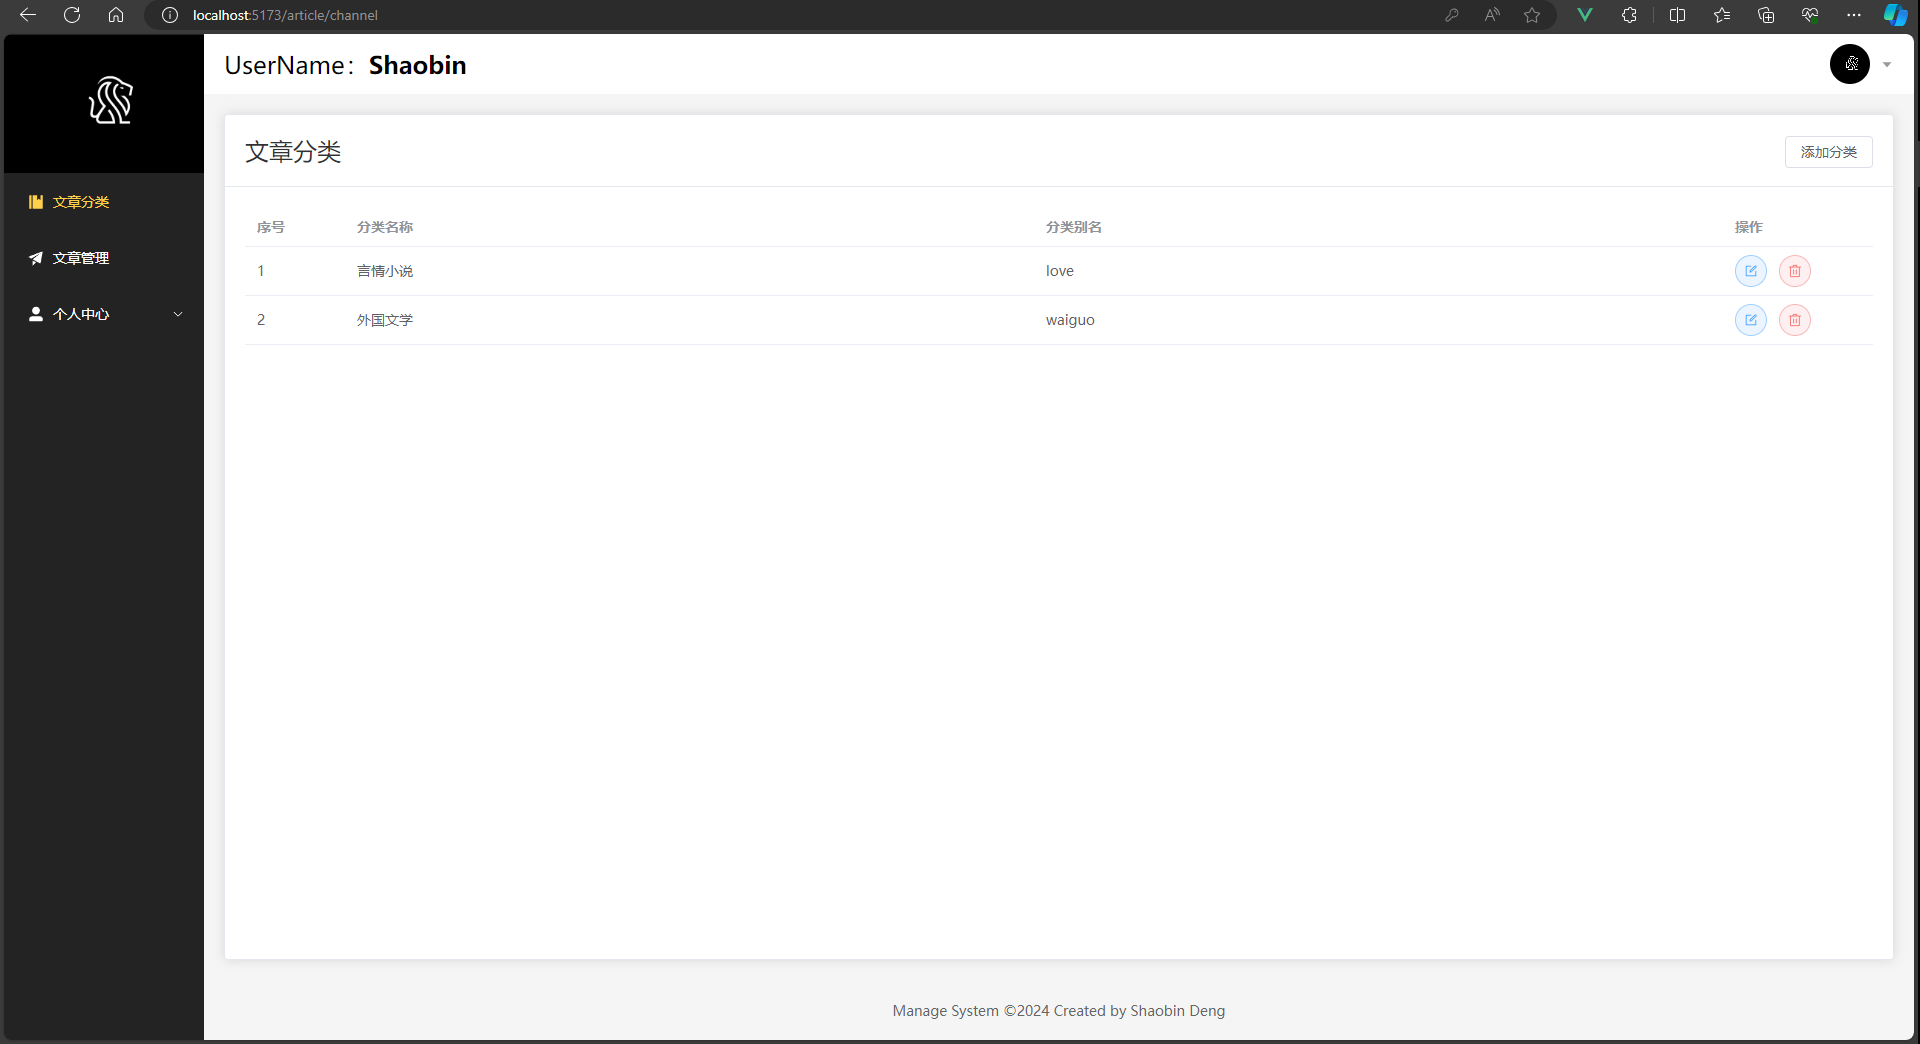 localhost:5173/article/channel
UserName：Shaobin
文章分类
文章管理
个人中心
文章分类
添加分类
序号 分类名称 分类别名 操作
1 言情小说 love
2 外国文学 waiguo
Manage System ©2024 Created by Shaobin Deng